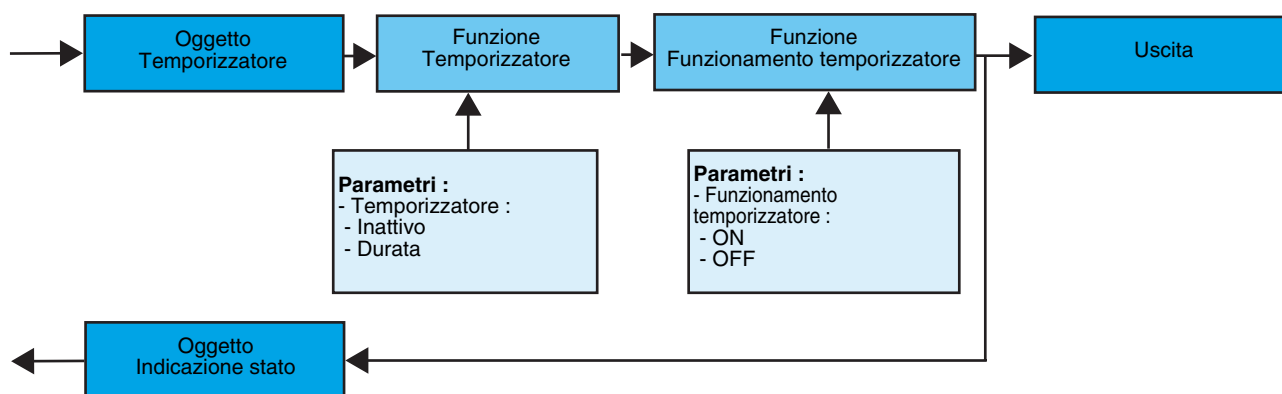 Oggetto
Temporizzatore
Funzione
Temporizzatore
Funzione
Funzionamento temporizzatore
Uscita
Parametri :
- Temporizzatore :
- Inattivo
- Durata
Parametri :
- Funzionamento
temporizzatore :
- ON
- OFF
Oggetto
Indicazione stato